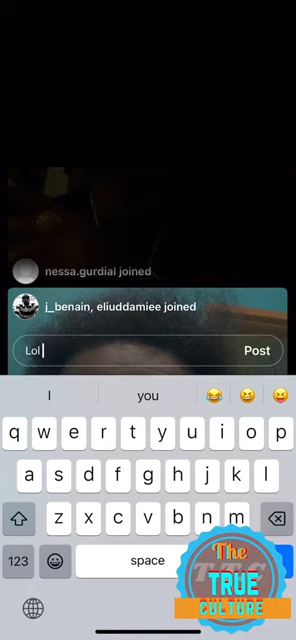 nessa.gurdial joined
j_benain, eliuddamiee joined
Lol
Post
I
you
q w e r t y u i o p
a s d f g h j k l
z x c v b n m
123
space
The
TRUE
CULTURE